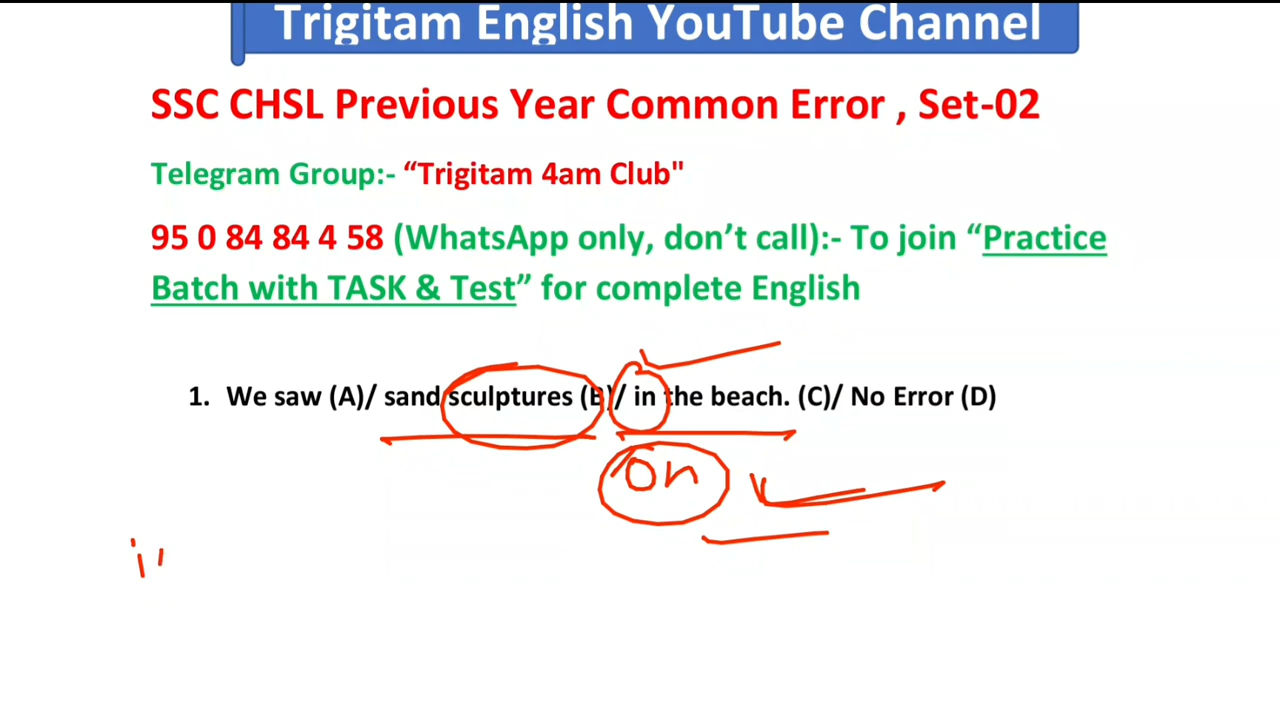 Trigitam English YouTube Channel
SSC CHSL Previous Year Common Error , Set-02
Telegram Group:- “Trigitam 4am Club"
95 0 84 84 4 58 (WhatsApp only, don’t call):- To join “Practice
Batch with TASK & Test” for complete English
1. We saw (A)/ sand sculptures (B)/ in the beach. (C)/ No Error (D)
on